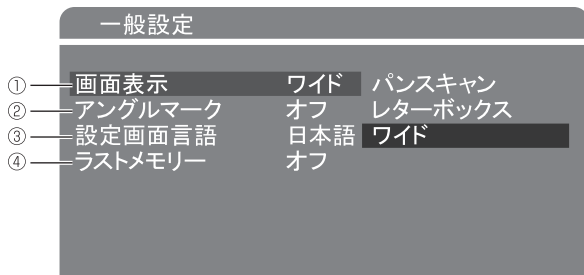 一般設定
① 画面表示 ワイド パンスキャン
② アングルマーク オフ レターボックス
③ 設定画面言語 日本語 ワイド
④ ラストメモリー オフ